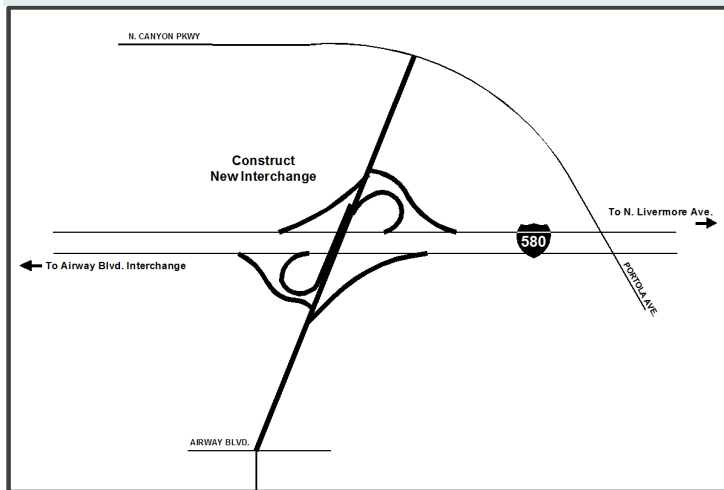 N. CANYON PKWY
Construct
New Interchange
To N. Livermore Ave.
580
To Airway Blvd. Interchange
PORTOLA AVE.
AIRWAY BLVD.